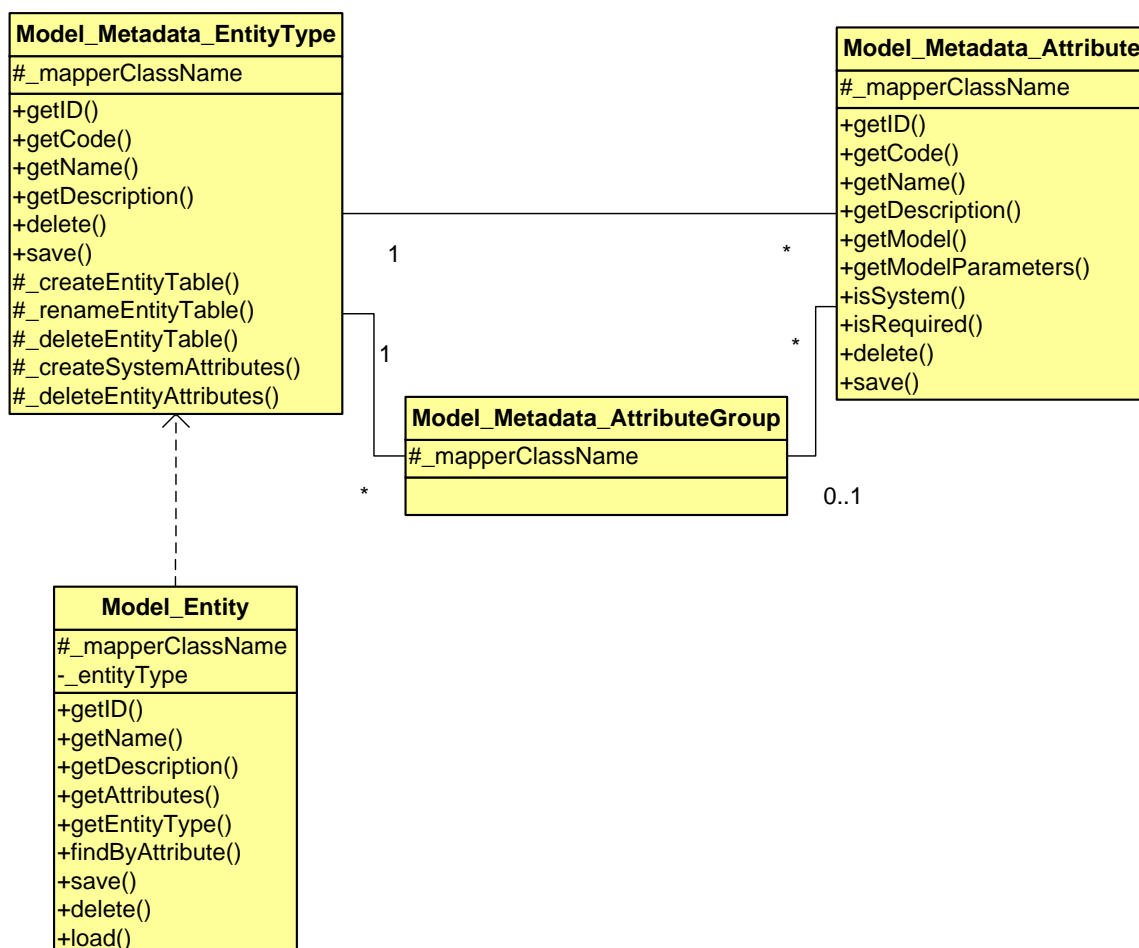 Model_Metadata_EntityType
#_mapperClassName
+getID()
+getCode()
+getName()
+getDescription()
+delete()
+save()
#_createEntityTable()
#_renameEntityTable()
#_deleteEntityTable()
#_createSystemAttributes()
#_deleteEntityAttributes()
Model_Metadata_Attribute
#_mapperClassName
+getID()
+getCode()
+getName()
+getDescription()
+getModel()
+getModelParameters()
+isSystem()
+isRequired()
+delete()
+save()
1
*
1
*
Model_Metadata_AttributeGroup
#_mapperClassName
*
0..1
Model_Entity
#_mapperClassName
-_entityType
+getID()
+getName()
+getDescription()
+getAttributes()
+getEntityType()
+findByAttribute()
+save()
+delete()
+load()